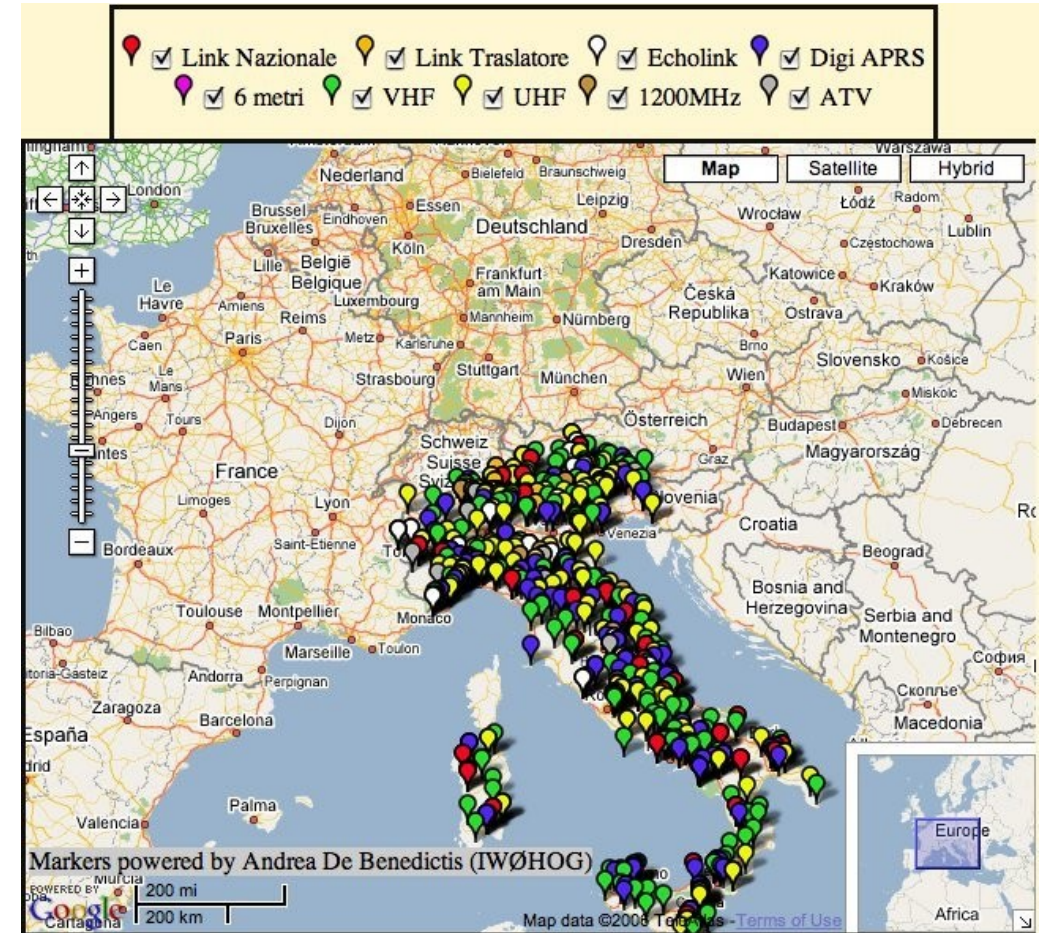 Link Nazionale Link Traslatore Echolink Digi APRS
6 metri VHF UHF 1200MHz ATV
Map Satellite Hybrid
Warszawa
Nederland
Bielefeld Braunschweig
London
Łódź Radom
Essen
Leipzig
Brussel
Bruxelles
Eindhoven
Wrocław
Lublin
Deutschland
Dresden
Köln
Częstochowa
Lille
België
Belgique
Frankfurt
am Main
Katowice
Kraków
Le
Havre
Amiens
Luxembourg
Česká
Republika
Ostrava
Reims
Mannheim
Nürnberg
Caen
Paris
Metz
Karlsruhe
Brno
Slovensko
Košice
Le
Mans
Strasbourg
Stuttgart
München
Wien
Miskolc
Angers
Tours
Dijon
Österreich
Budapest
Debrecen
Schweiz
Suisse
Graz
Magyarország
France
Limoges
Lyon
Croatia
Venezia
Saint-Etienne
Bordeaux
Beograd
Bosnia and
Herzegovina
Toulouse
Montpellier
Monaco
Serbia and
Montenegro
Bilbao
Marseille
Toulon
София
Andorra
Perpignan
Скопље
Zaragoza
Barcelona
Macedonia
España
Palma
Valencia
Europe
Markers powered by Andrea De Benedictis (IWØHOG)
Murcia
POWERED BY
Google
200 mi
200 km
Cartagena
Map data ©2006 TeleAtlas - Terms of Use
Africa